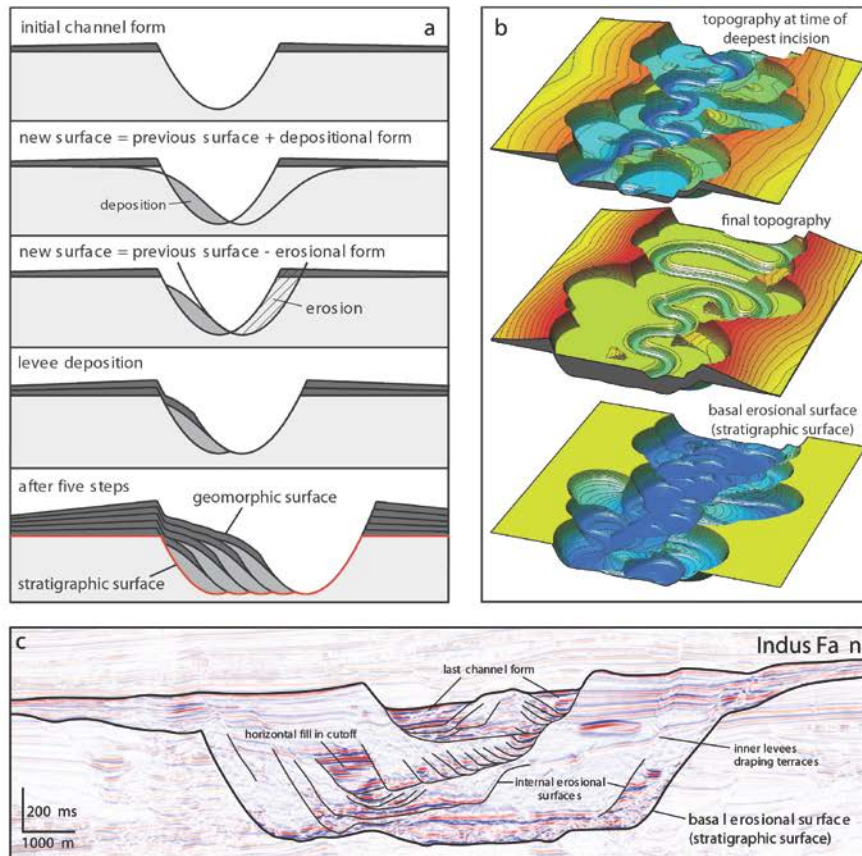 initial channel form
a
new surface = previous surface + depositional form
deposition
new surface = previous surface - erosional form
erosion
levee deposition
after five steps
geomorphic surface
stratigraphic surface
b
topography at time of
deepest incision
final topography
basal erosional surface
(stratigraphic surface)
c
Indus Fa n
last channel form
horizontal fill in cutoff
inner levees
draping terraces
internal erosional
surfaces
200 ms
1000 m
basa l erosional surface
(stratigraphic surface)